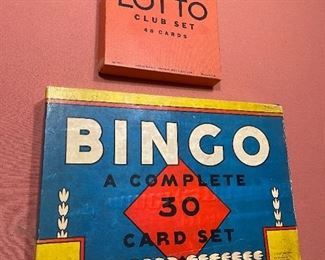 LOTTO
CLUB SET
48 CARDS
BINGO
A COMPLETE
30
CARD SET